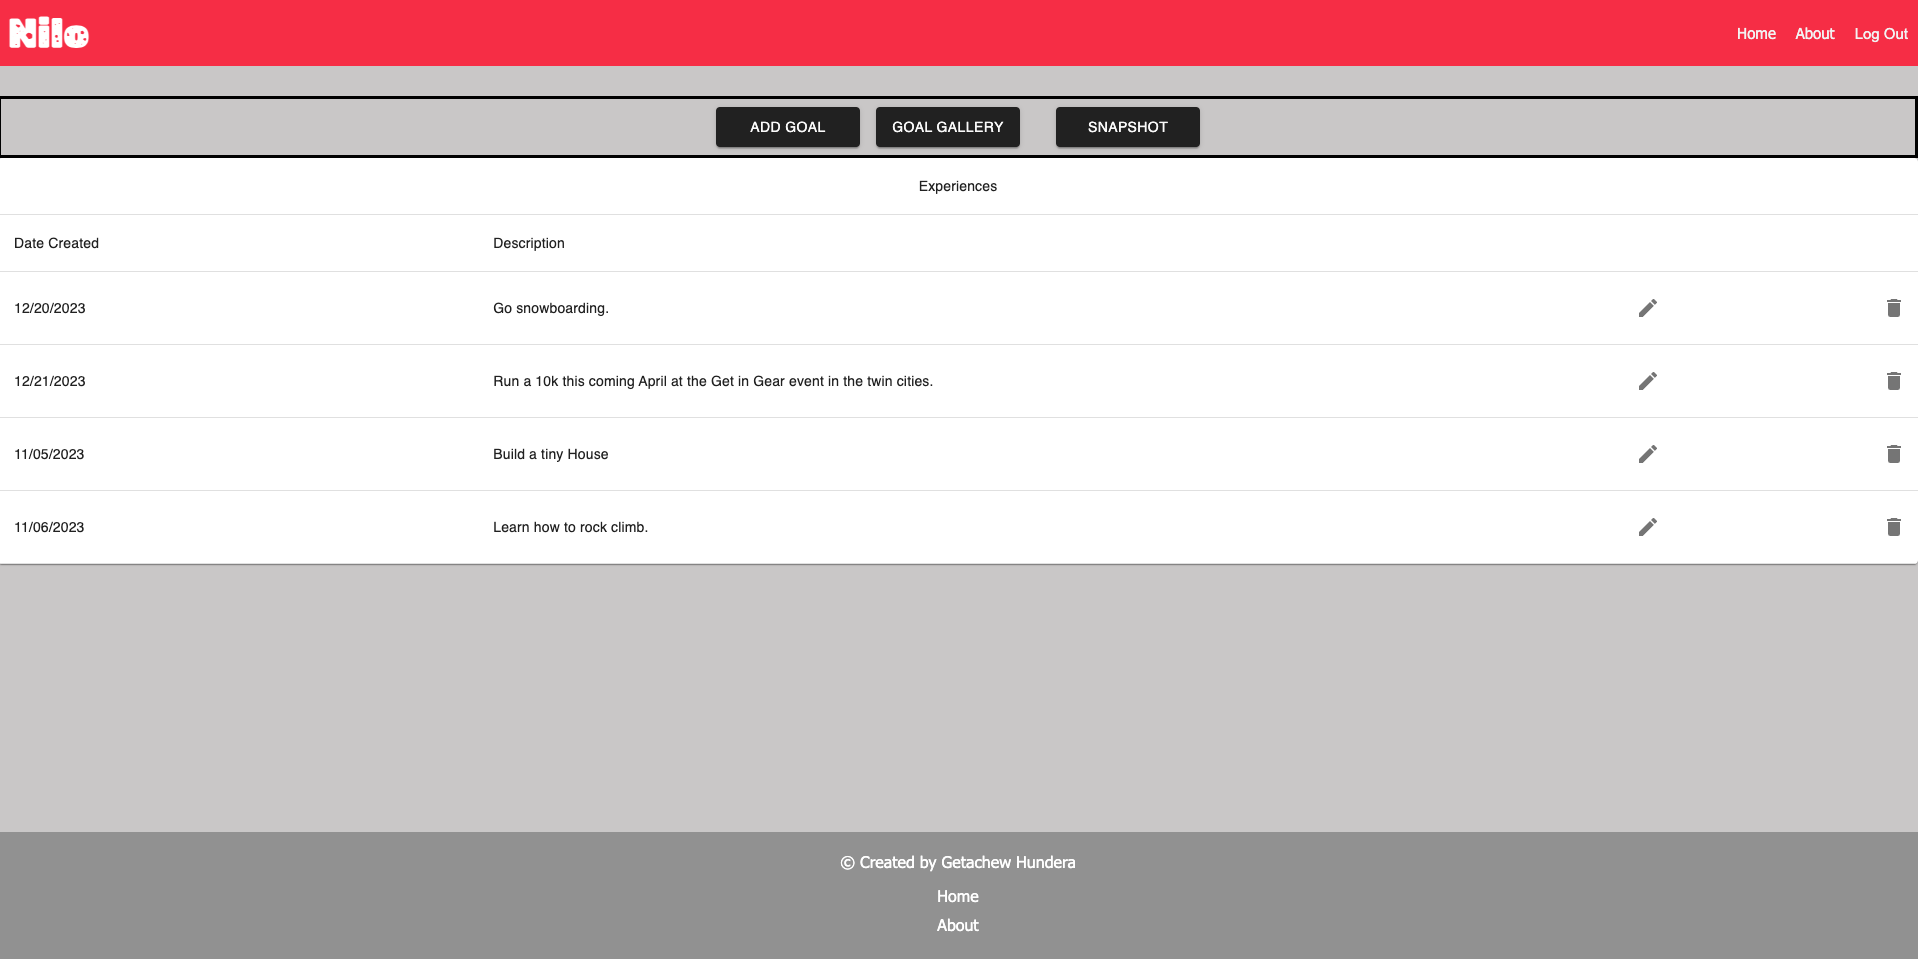 Nilo
Home About Log Out
ADD GOAL GOAL GALLERY SNAPSHOT
Experiences
Date Created Description
12/20/2023 Go snowboarding.
12/21/2023 Run a 10k this coming April at the Get in Gear event in the twin cities.
11/05/2023 Build a tiny House
11/06/2023 Learn how to rock climb.
© Created by Getachew Hundera
Home
About